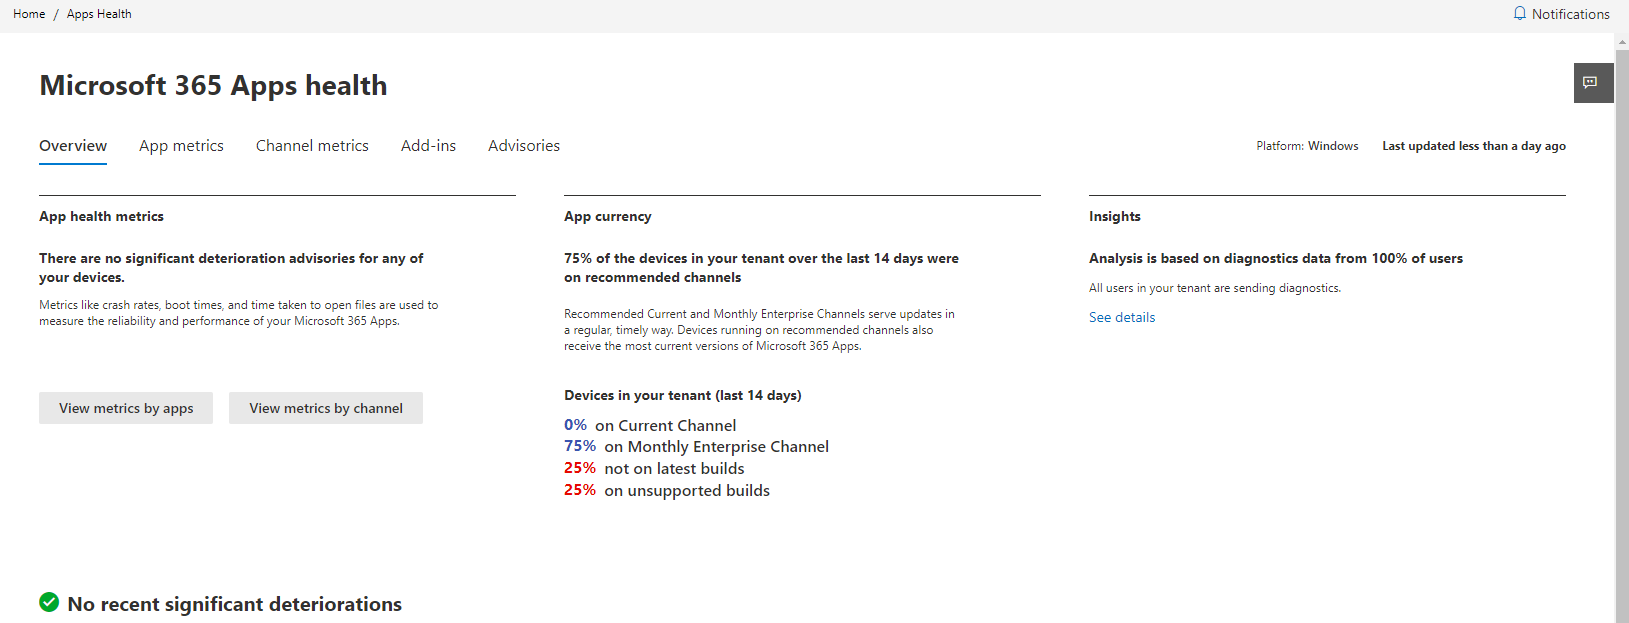 Home / Apps Health
Notifications
Microsoft 365 Apps health
Overview App metrics Channel metrics Add-ins Advisories
Platform: Windows Last updated less than a day ago
App health metrics
There are no significant deterioration advisories for any of
your devices.
Metrics like crash rates, boot times, and time taken to open files are used to
measure the reliability and performance of your Microsoft 365 Apps.
View metrics by apps
View metrics by channel
App currency
75% of the devices in your tenant over the last 14 days were
on recommended channels
Recommended Current and Monthly Enterprise Channels serve updates in
a regular, timely way. Devices running on recommended channels also
receive the most current versions of Microsoft 365 Apps.
Devices in your tenant (last 14 days)
0% on Current Channel
75% on Monthly Enterprise Channel
25% not on latest builds
25% on unsupported builds
Insights
Analysis is based on diagnostics data from 100% of users
All users in your tenant are sending diagnostics.
See details
No recent significant deteriorations